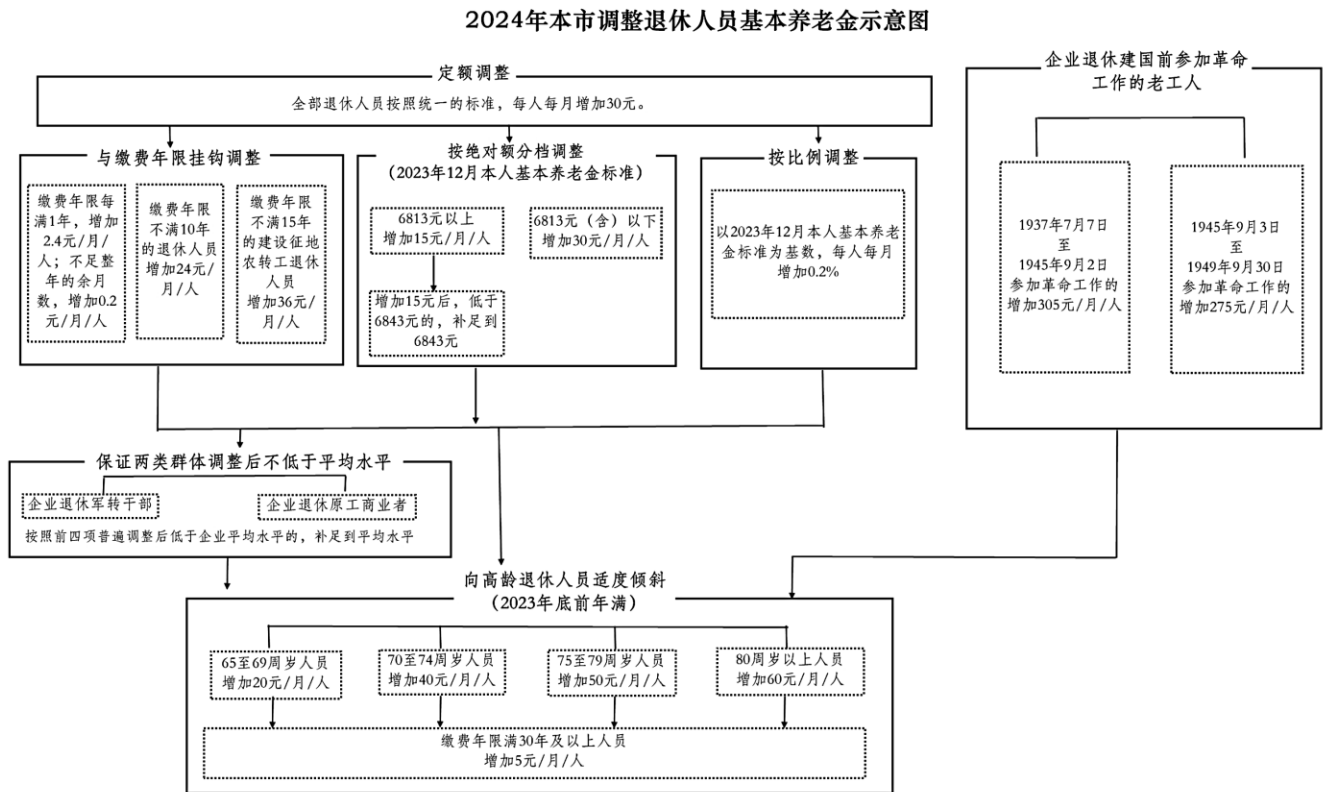 2024年本市调整退休人员基本养老金示意图
定额调整
全部退休人员按照统一的标准，每人每月增加30元。
与缴费年限挂钩调整
缴费年限每
满1年，增加
2.4元/月/
人；不足整
年的余月
数，增加0.2
元/月/人
缴费年限
不满10年
的退休人员
增加24元/
月/人
缴费年限
不满15年
的建设征地
农转工退休
人员
增加36元/
月/人
按绝对额分档调整
（2023年12月本人基本养老金标准）
6813元以上
增加15元/月/人
6813元（含）以下
增加30元/月/人
增加15元后，低于
6843元的，补足到
6843元
按比例调整
以2023年12月本人基本养老
金标准为基数，每人每月
增加0.2%
企业退休建国前参加革命
工作的老工人
1937年7月7日
至
1945年9月2日
参加革命工作的
增加305元/月/人
1945年9月3日
至
1949年9月30日
参加革命工作的
增加275元/月/人
保证两类群体调整后不低于平均水平
企业退休军转干部
企业退休原工商业者
按照前四项普遍调整后低于企业平均水平的，补足到平均水平
向高龄退休人员适度倾斜
（2023年底前年满）
65至69周岁人员
增加20元/月/人
70至74周岁人员
增加40元/月/人
75至79周岁人员
增加50元/月/人
80周岁以上人员
增加60元/月/人
缴费年限满30年及以上人员
增加5元/月/人